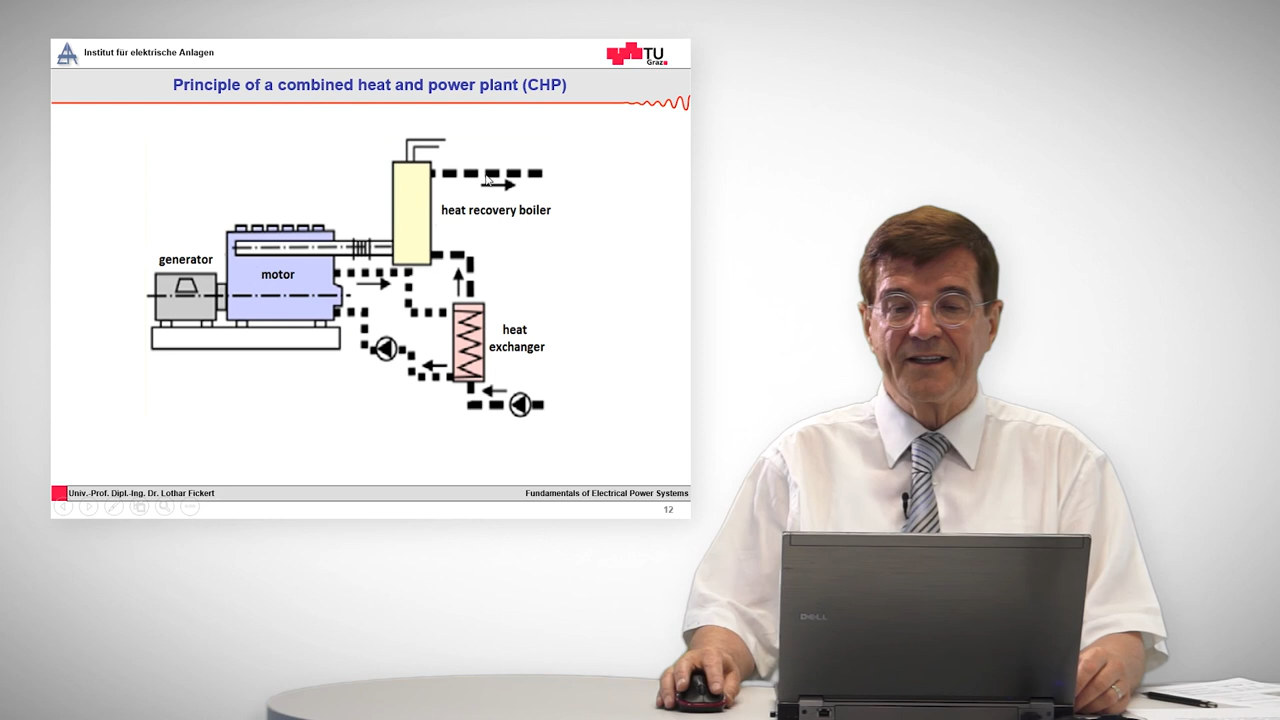 Institut für elektrische Anlagen
TU
Graz
Principle of a combined heat and power plant (CHP)
heat recovery boiler
generator
motor
heat
exchanger
Univ.-Prof. Dipl.-Ing. Dr. Lothar Fickert
Fundamentals of Electrical Power Systems
12
DELL